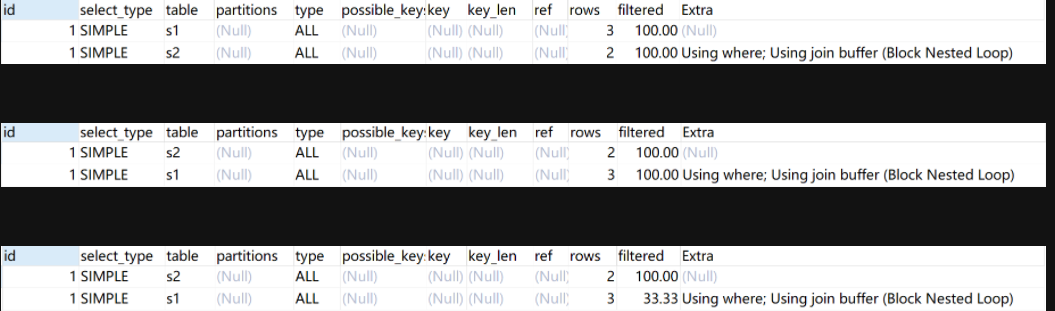 id select_type table partitions type possible_key: key key_len ref rows filtered Extra
1 SIMPLE s1 (Null) ALL (Null) (Null) (Null) (Null) 3 100.00 (Null)
1 SIMPLE s2 (Null) ALL (Null) (Null) (Null) (Null) 2 100.00 Using where; Using join buffer (Block Nested Loop)
id select_type table partitions type possible_key: key key_len ref rows filtered Extra
1 SIMPLE s2 (Null) ALL (Null) (Null) (Null) (Null) 2 100.00 (Null)
1 SIMPLE s1 (Null) ALL (Null) (Null) (Null) (Null) 3 100.00 Using where; Using join buffer (Block Nested Loop)
id select_type table partitions type possible_key: key key_len ref rows filtered Extra
1 SIMPLE s2 (Null) ALL (Null) (Null) (Null) (Null) 2 100.00 (Null)
1 SIMPLE s1 (Null) ALL (Null) (Null) (Null) (Null) 3 33.33 Using where; Using join buffer (Block Nested Loop)